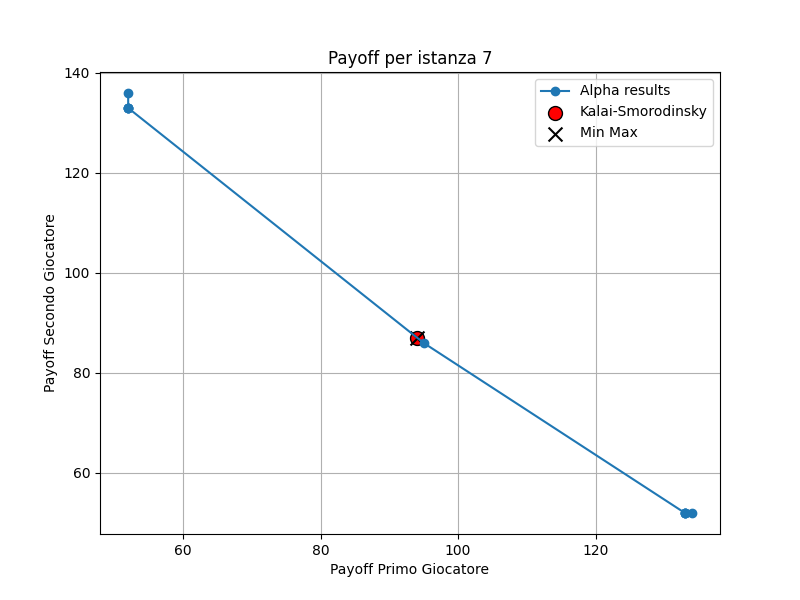 Payoff per istanza 7
Alpha results
Kalai-Smorodinsky
Min Max
Payoff Secondo Giocatore
140
120
100
80
60
60 80 100 120
Payoff Primo Giocatore